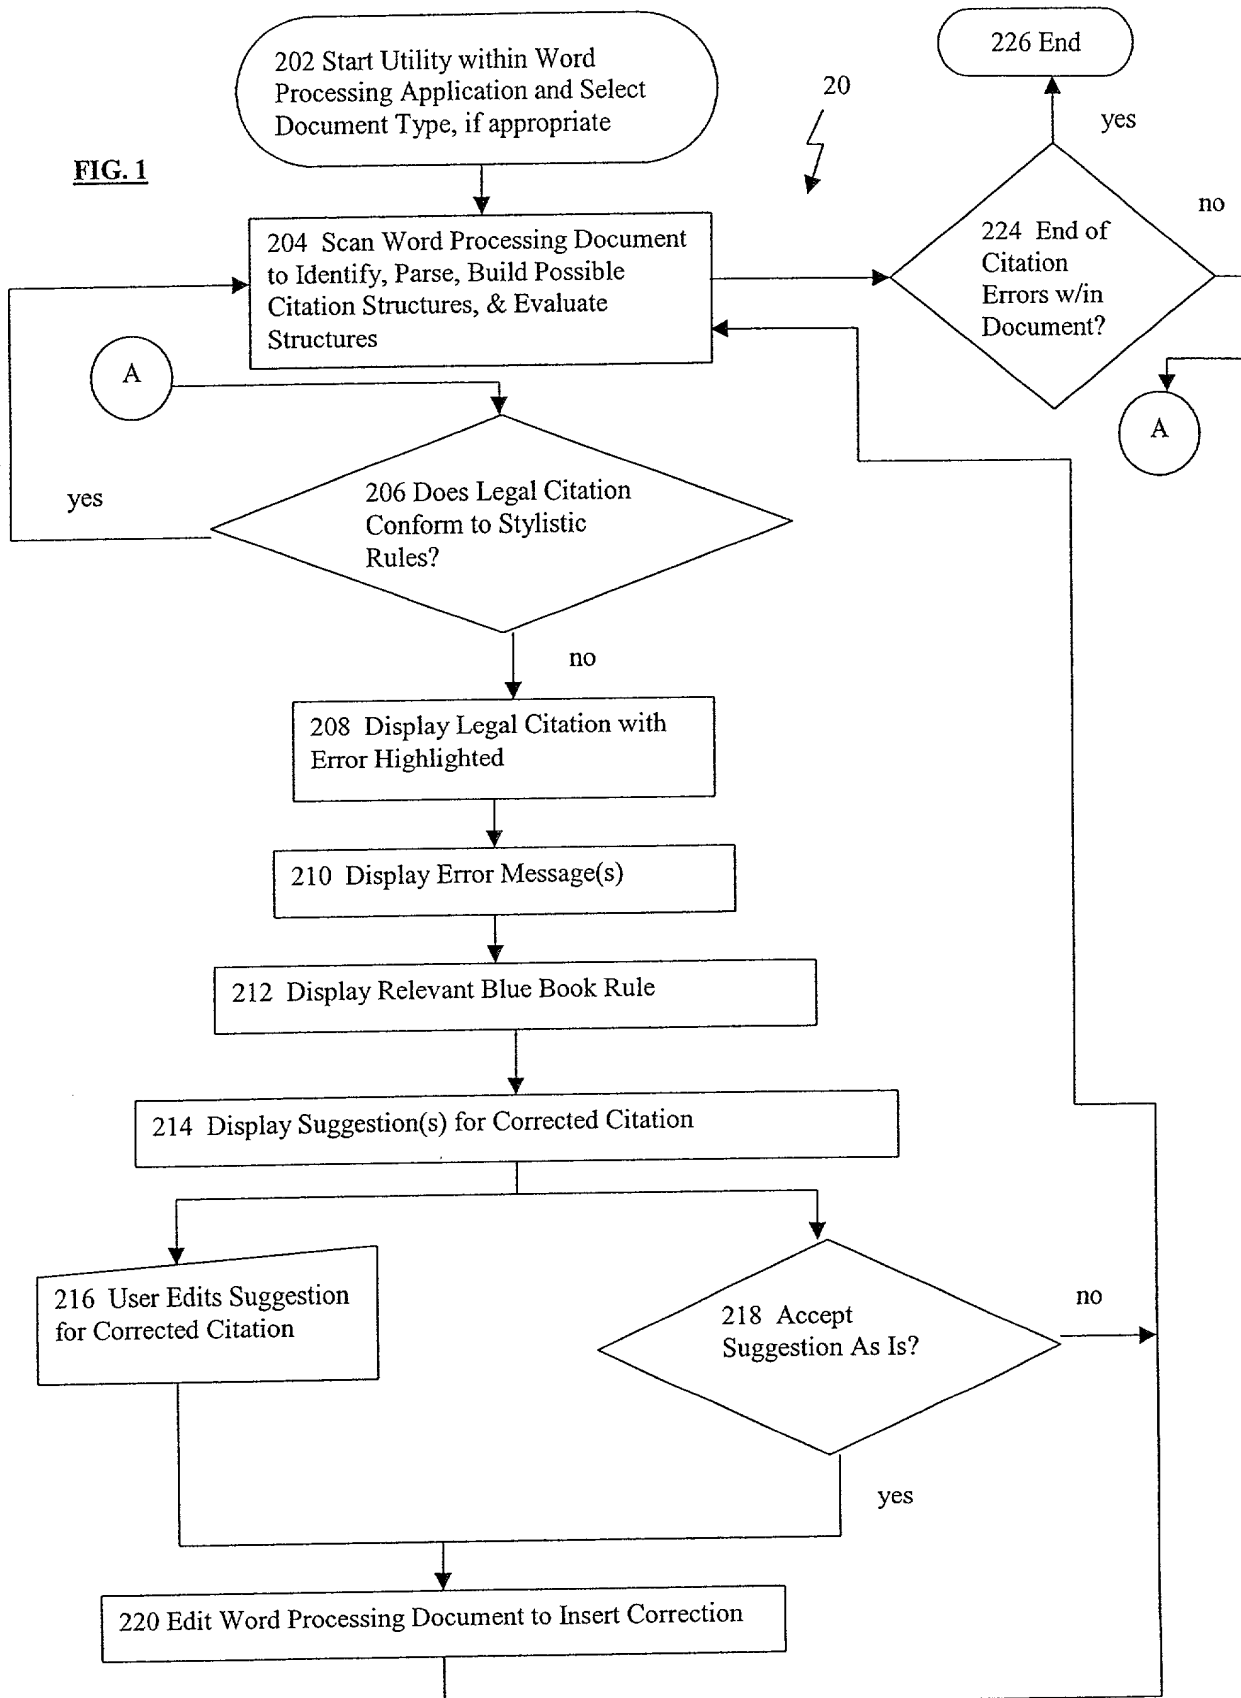 202 Start Utility within Word
Processing Application and Select
Document Type, if appropriate
226 End
20
yes
FIG. 1
no
204 Scan Word Processing Document
to Identify, Parse, Build Possible
Citation Structures, & Evaluate
Structures
224 End of
Citation
Errors w/in
Document?
A
A
yes
206 Does Legal Citation
Conform to Stylistic
Rules?
no
208 Display Legal Citation with
Error Highlighted
210 Display Error Message(s)
212 Display Relevant Blue Book Rule
214 Display Suggestion(s) for Corrected Citation
216 User Edits Suggestion
for Corrected Citation
218 Accept
Suggestion As Is?
no
yes
220 Edit Word Processing Document to Insert Correction